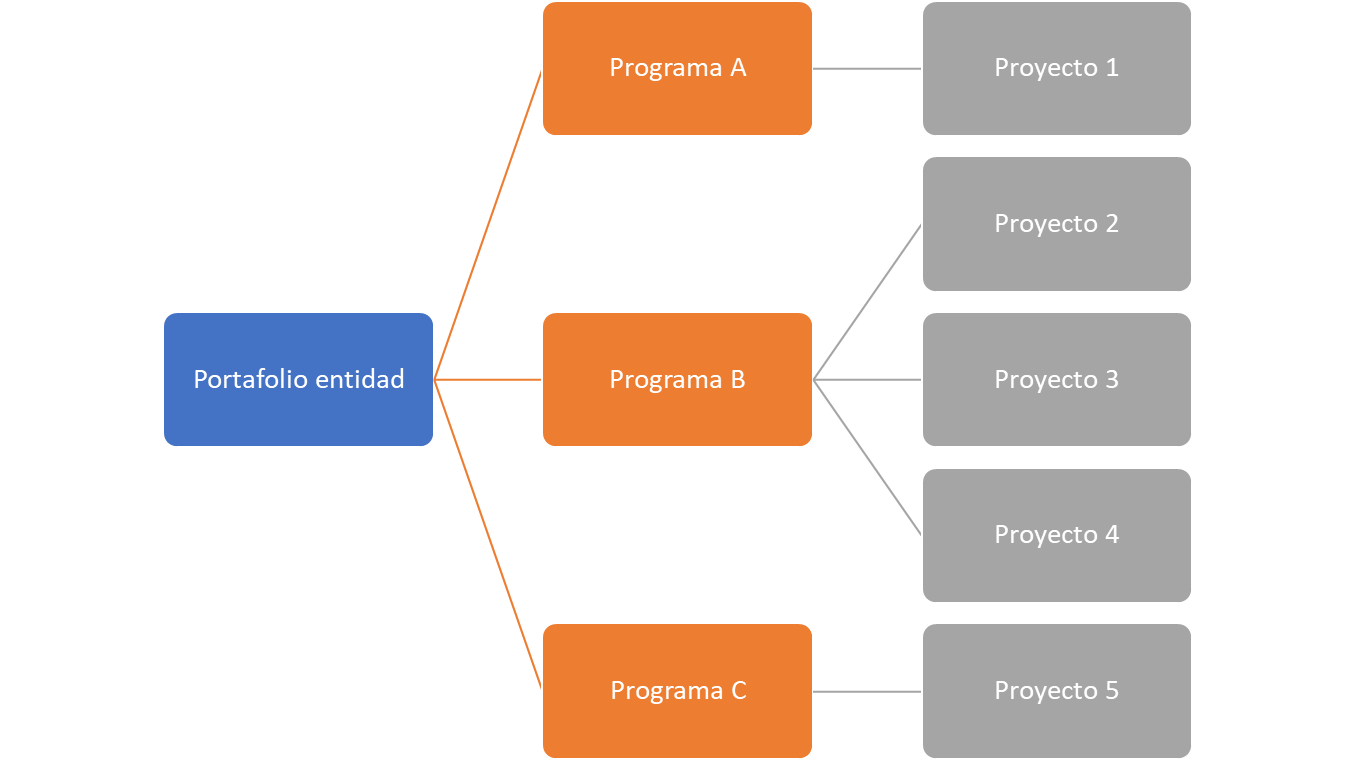 Portafolio entidad
Programa A
Proyecto 1
Programa B
Proyecto 2
Proyecto 3
Proyecto 4
Programa C
Proyecto 5